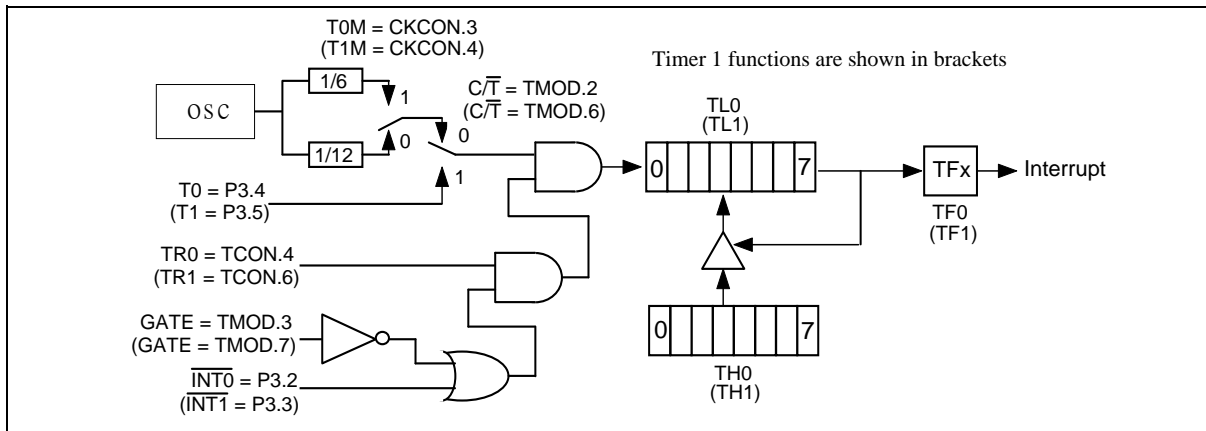 T0M = CKCON.3
(T1M = CKCON.4)
Timer 1 functions are shown in brackets
OSC
1/6
1
0
1/12
C/T̅ = TMOD.2
(C/T̅ = TMOD.6)
0
1
T0 = P3.4
(T1 = P3.5)
TL0
(TL1)
0
7
TFx
Interrupt
TF0
(TF1)
TR0 = TCON.4
(TR1 = TCON.6)
GATE = TMOD.3
(GATE = TMOD.7)
I̅N̅T̅0̅ = P3.2
(I̅N̅T̅1̅ = P3.3)
0
7
TH0
(TH1)